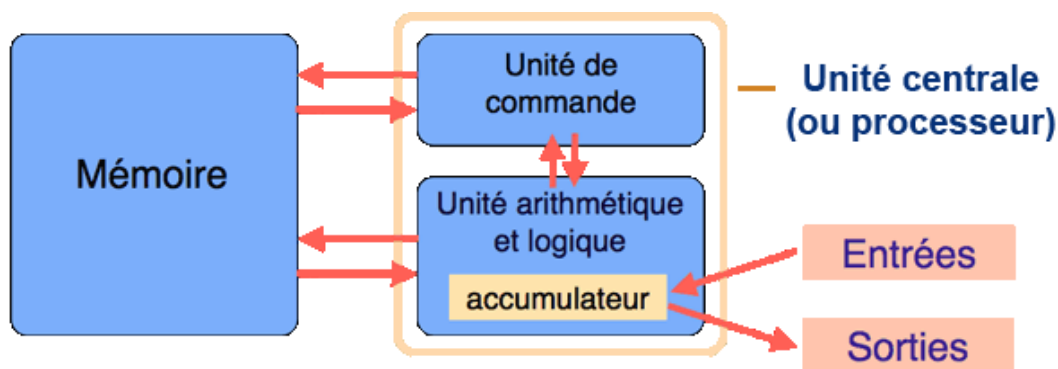 Mémoire
Unité de
commande
Unité arithmétique
et logique
accumulateur
Unité centrale
(ou processeur)
Entrées
Sorties